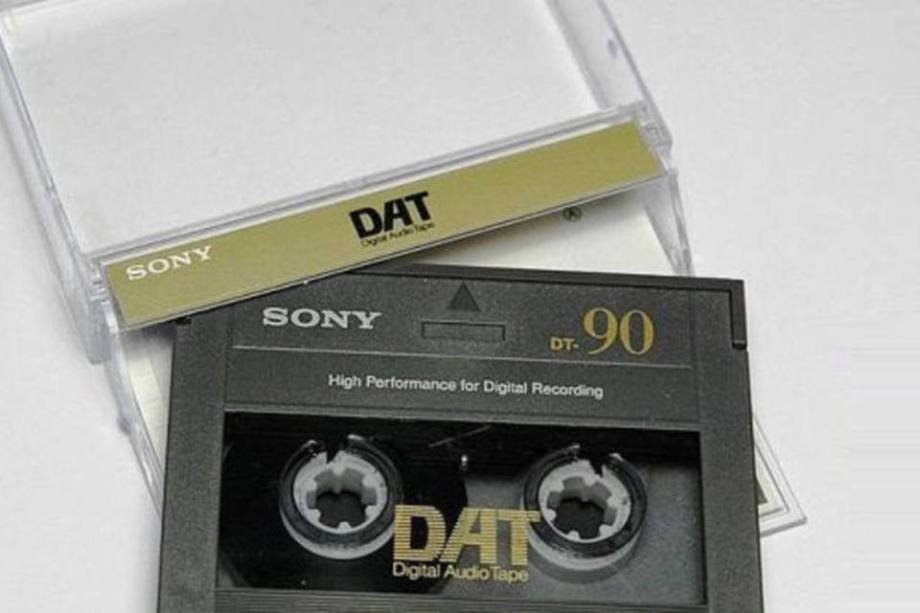 DAT
Digital Audio Tape
SONY
A
SONY
DT-90
High Performance for Digital Recording
DAT
Digital Audio Tape